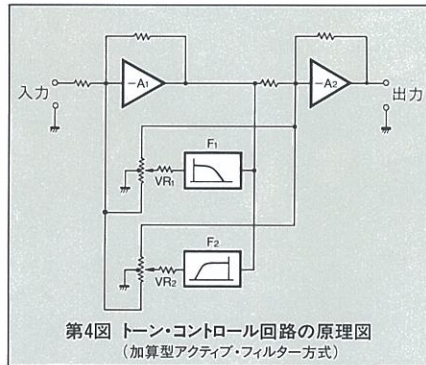 入力
−A₁
−A₂
出力
F₁
VR₁
F₂
VR₂
第4図 トーン・コントロール回路の原理図
(加算型アクティブ・フィルター方式)